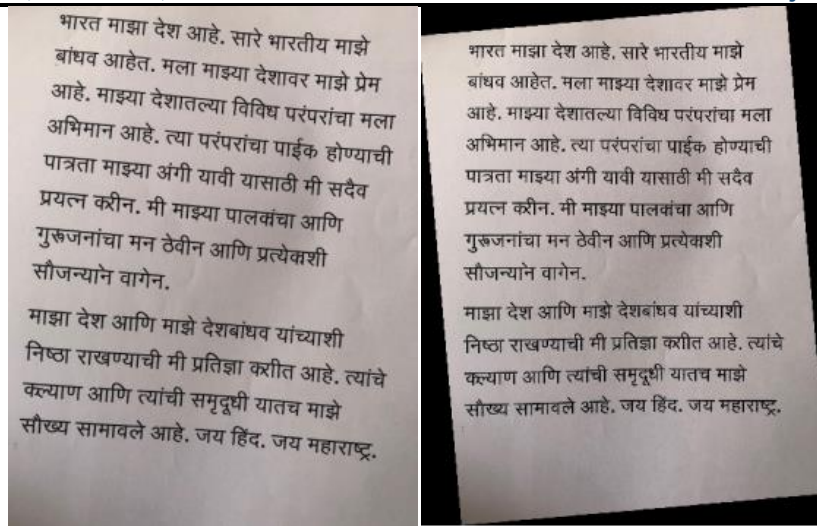 भारत माझा देश आहे. सारे भारतीय माझे
बांधव आहेत. मला माझ्या देशावर माझे प्रेम
आहे. माझ्या देशातल्या विविध परंपरांचा मला
अभिमान आहे. त्या परंपरांचा पाईक होण्याची
पात्रता माझ्या अंगी यावी यासाठी मी सदैव
प्रयत्न करीन. मी माझ्या पालकांचा आणि
गुरूजनांचा मन ठेवीन आणि प्रत्येकाशी
सौजन्याने वागेन.
माझा देश आणि माझे देशबांधव यांच्याशी
निष्ठा राखण्याची मी प्रतिज्ञा करीत आहे. त्यांचे
कल्याण आणि त्यांची समृद्धी यातच माझे
सौख्य सामावले आहे. जय हिंद. जय महाराष्ट्र.
भारत माझा देश आहे. सारे भारतीय माझे
बांधव आहेत. मला माझ्या देशावर माझे प्रेम
आहे. माझ्या देशातल्या विविध परंपरांचा मला
अभिमान आहे. त्या परंपरांचा पाईक होण्याची
पात्रता माझ्या अंगी यावी यासाठी मी सदैव
प्रयत्न करीन. मी माझ्या पालकांचा आणि
गुरूजनांचा मन ठेवीन आणि प्रत्येकाशी
सौजन्याने वागेन.
माझा देश आणि माझे देशबांधव यांच्याशी
निष्ठा राखण्याची मी प्रतिज्ञा करीत आहे. त्यांचे
कल्याण आणि त्यांची समृद्धी यातच माझे
सौख्य सामावले आहे. जय हिंद. जय महाराष्ट्र.